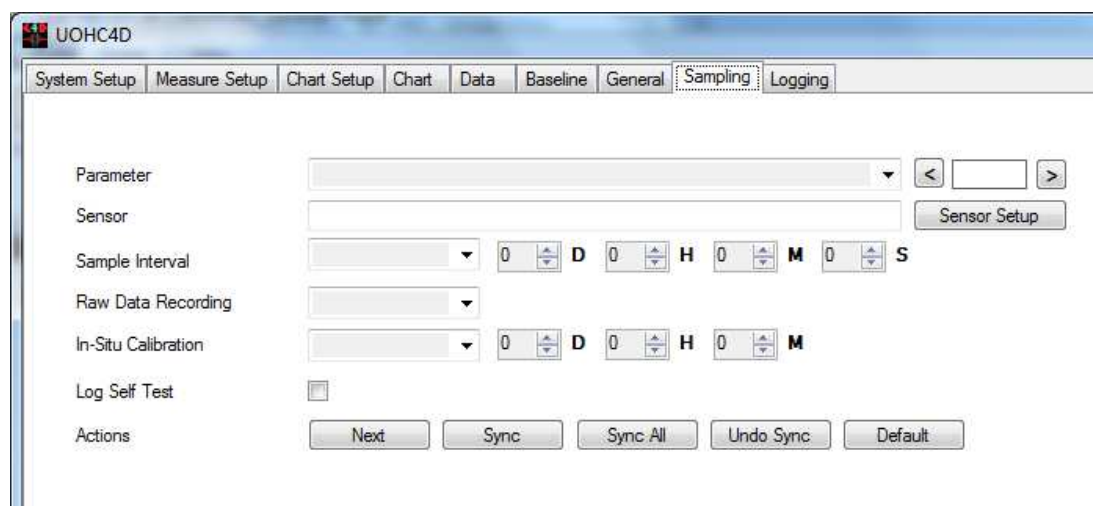 UOHC4D
System Setup Measure Setup Chart Setup Chart Data Baseline General Sampling Logging
Parameter < >
Sensor Sensor Setup
Sample Interval 0 D 0 H 0 M 0 S
Raw Data Recording
In-Situ Calibration 0 D 0 H 0 M
Log Self Test
Actions Next Sync Sync All Undo Sync Default